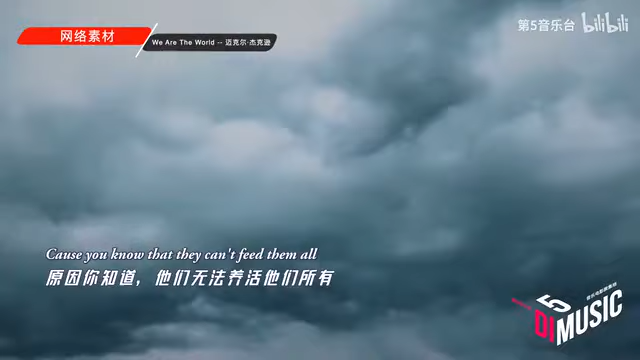 网络素材
We Are The World -- 迈克尔·杰克逊
第5音乐台 bilibili
Cause you know that they can't feed them all
原因你知道，他们无法养活他们所有
5
DI MUSIC